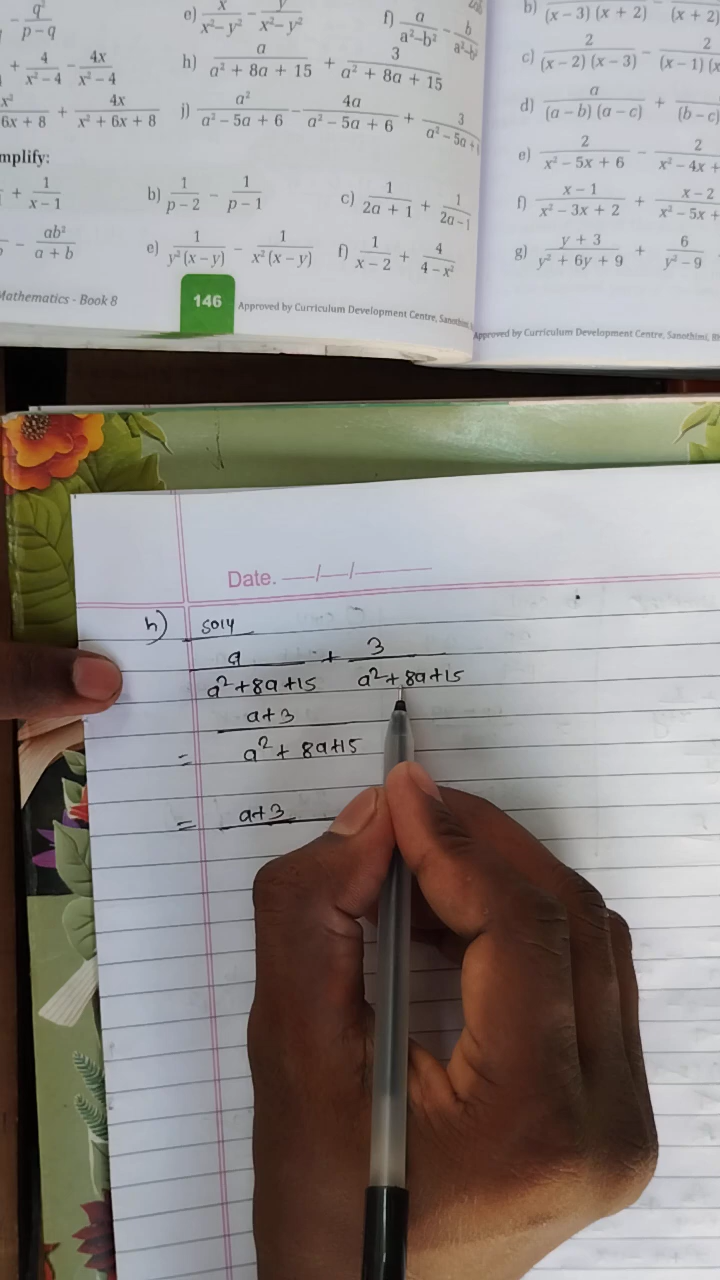 q² / p − q
e) x / x² − y² − y / x² − y²
f) a / a² − b² − b / a² − b²
+ 4 / x² − 4 − 4x / x² − 4
h) a / a² + 8a + 15 + 3 / a² + 8a + 15
x² / 6x + 8 + 4x / x² + 6x + 8
j) a² / a² − 5a + 6 − 4a / a² − 5a + 6 + 3 / a² − 5a +
mplify:
+ 1 / x − 1
b) 1 / p − 2 − 1 / p − 1
c) 1 / 2a + 1 + 1 / 2a − 1
− ab² / a + b
e) 1 / y² (x − y) − 1 / x² (x − y)
f) 1 / x − 2 + 4 / 4 − x²
Mathematics - Book 8
146
Approved by Curriculum Development Centre, Sanothimi,
b) (x − 3) (x + 2) − (x + 2)
c) 2 / (x − 2) (x − 3) − 2 / (x − 1) (x
d) a / (a − b) (a − c) + (b − c)
e) 2 / x² − 5x + 6 − 2 / x² − 4x +
f) x − 1 / x² − 3x + 2 + x − 2 / x² − 5x +
g) y + 3 / y² + 6y + 9 + 6 / y² − 9
Approved by Curriculum Development Centre, Sanothimi, Bh
Date. —/—/———
h) soly
a / a² + 8a + 15 + 3 / a² + 8a + 15
= a + 3 / a² + 8a + 15
= a + 3